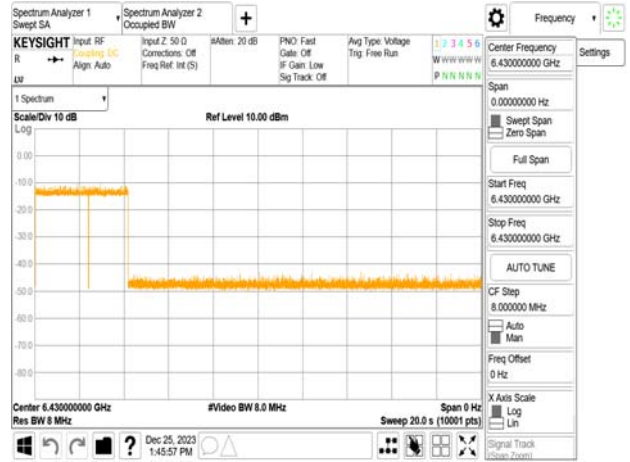 Spectrum Analyzer 1
Swept SA
Spectrum Analyzer 2
Occupied BW
+
Frequency
Settings
KEYSIGHT
R
LXI
Input: RF
Coupling: DC
Align: Auto
Input Z: 50 Ω
Corrections: Off
Freq Ref: Int (S)
#Atten: 20 dB
PNO: Fast
Gate: Off
IF Gain: Low
Sig Track: Off
Avg Type: Voltage
Trig: Free Run
1 2 3 4 5 6
W W W W W W
P N N N N N
1 Spectrum
Scale/Div 10 dB
Ref Level 10.00 dBm
Log
0.00
-10.0
-20.0
-30.0
-40.0
-50.0
-60.0
-70.0
-80.0
Center 6.430000000 GHz
#Video BW 8.0 MHz
Span 0 Hz
Res BW 8 MHz
Sweep 20.0 s (10001 pts)
?
Dec 25, 2023
1:45:57 PM
Center Frequency
6.430000000 GHz
Span
0.00000000 Hz
Swept Span
Zero Span
Full Span
Start Freq
6.430000000 GHz
Stop Freq
6.430000000 GHz
AUTO TUNE
CF Step
8.000000 MHz
Auto
Man
Freq Offset
0 Hz
X Axis Scale
Log
Lin
Signal Track
(Span Zoom)